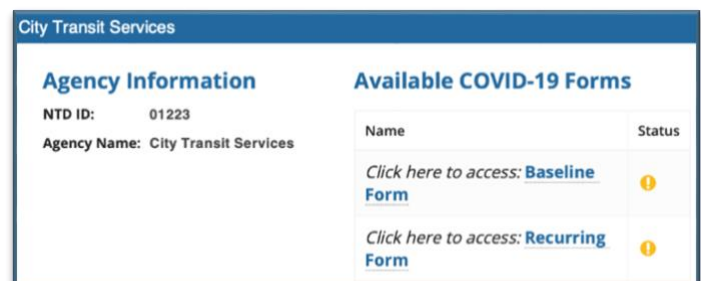 City Transit Services
Agency Information
NTD ID: 01223
Agency Name: City Transit Services
Available COVID-19 Forms
Name Status
Click here to access: Baseline
Form
Click here to access: Recurring
Form